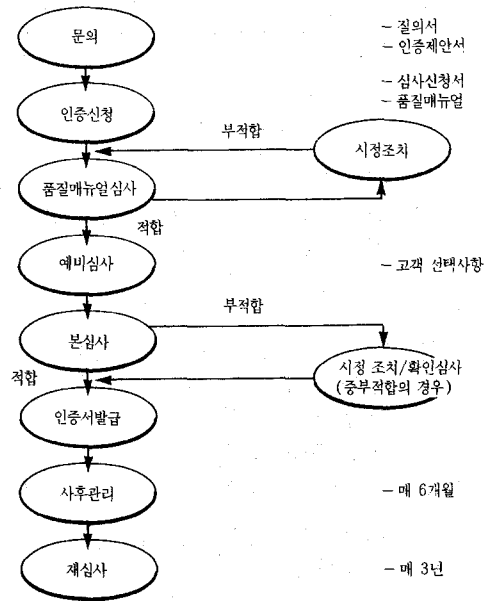 문의
- 질의서
- 인증제안서
인증신청
- 심사신청서
- 품질매뉴얼
부적합
시정조치
품질매뉴얼심사
적합
예비심사
- 고객 선택사항
부적합
본심사
시정 조치/확인심사
(중부적합의 경우)
적합
인증서발급
사후관리
- 매 6개월
재심사
- 매 3년